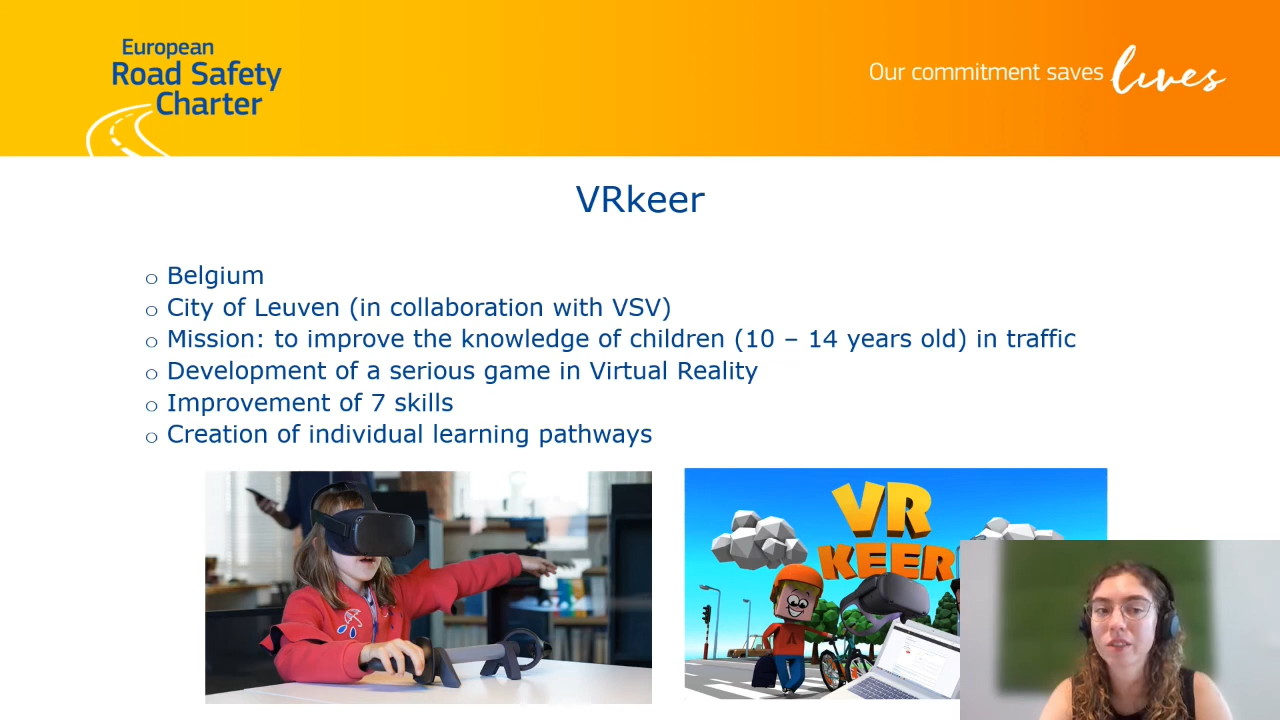 European
Road Safety
Charter
Our commitment saves lives
VRkeer
Belgium
City of Leuven (in collaboration with VSV)
Mission: to improve the knowledge of children (10 – 14 years old) in traffic
Development of a serious game in Virtual Reality
Improvement of 7 skills
Creation of individual learning pathways
VR
KEER